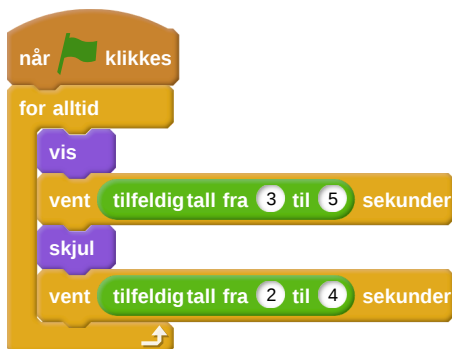 når klikkes
for alltid
vis
vent tilfeldig tall fra 3 til 5 sekunder
skjul
vent tilfeldig tall fra 2 til 4 sekunder